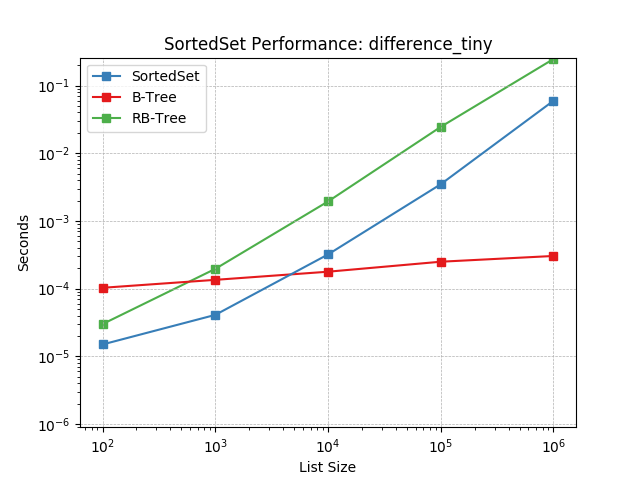 SortedSet Performance: difference_tiny
SortedSet
B-Tree
RB-Tree
Seconds
10⁻¹
10⁻²
10⁻³
10⁻⁴
10⁻⁵
10⁻⁶
10² 10³ 10⁴ 10⁵ 10⁶
List Size